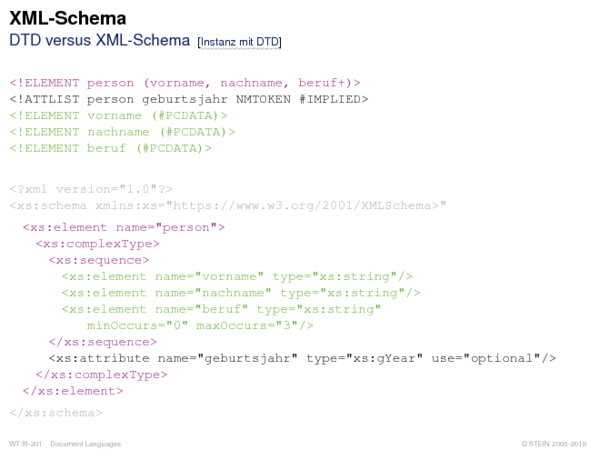 XML-Schema
DTD versus XML-Schema [Instanz mit DTD]
<!ELEMENT person (vorname, nachname, beruf+)>
<!ATTLIST person geburtsjahr NMTOKEN #IMPLIED>
<!ELEMENT vorname (#PCDATA)>
<!ELEMENT nachname (#PCDATA)>
<!ELEMENT beruf (#PCDATA)>
<?xml version="1.0"?>
<xs:schema xmlns:xs="https://www.w3.org/2001/XMLSchema>"
<xs:element name="person">
<xs:complexType>
<xs:sequence>
<xs:element name="vorname" type="xs:string"/>
<xs:element name="nachname" type="xs:string"/>
<xs:element name="beruf" type="xs:string"
minOccurs="0" maxOccurs="3"/>
</xs:sequence>
<xs:attribute name="geburtsjahr" type="xs:gYear" use="optional"/>
</xs:complexType>
</xs:element>
</xs:schema>
WT:III-201 Document Languages © STEIN 2005-2018